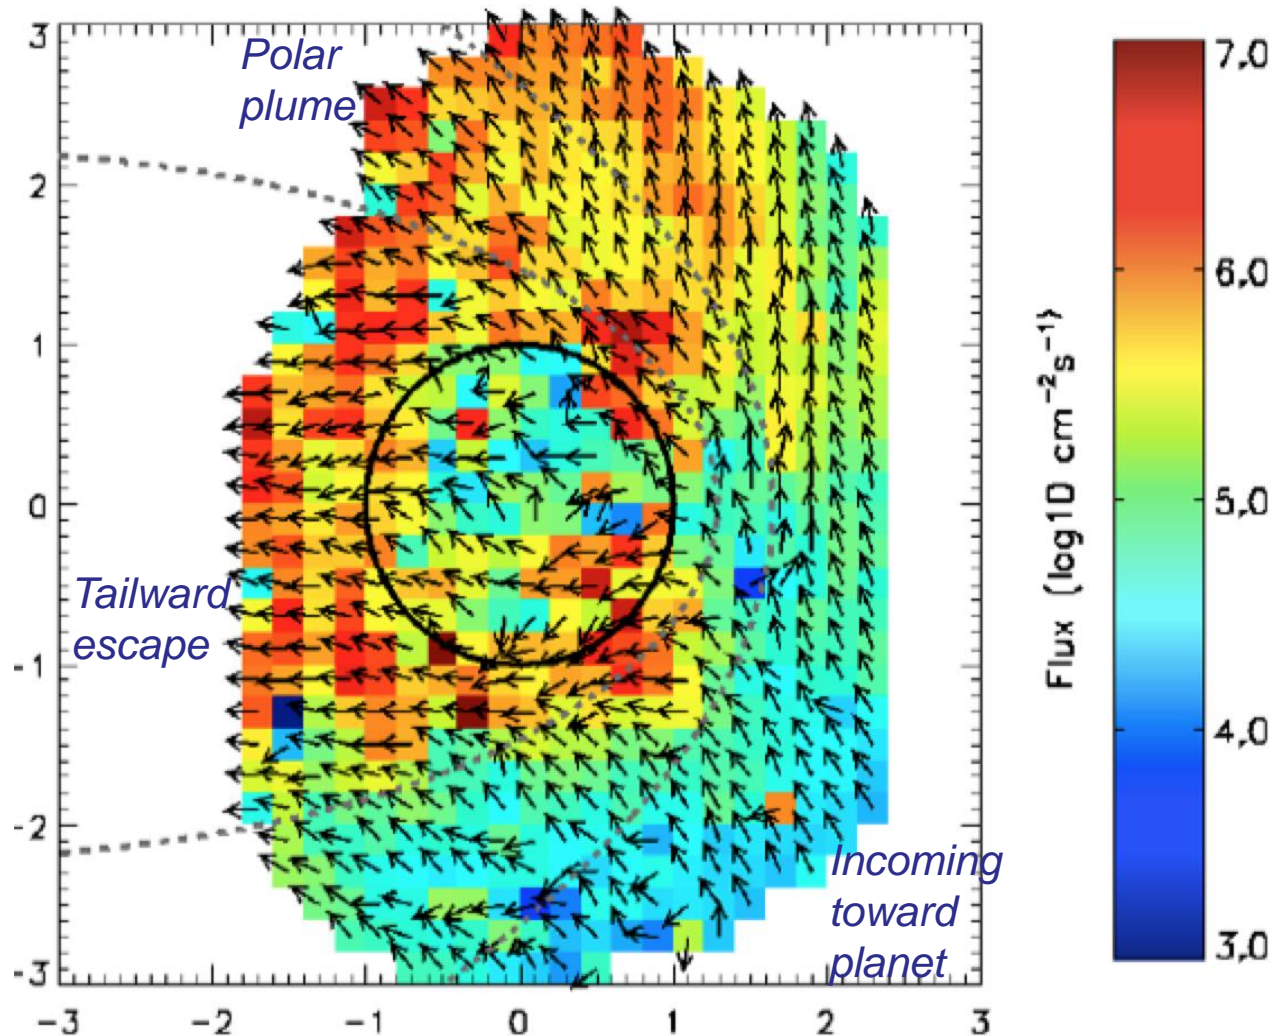 3
2
1
0
-1
-2
-3
-3
-2
-1
0
1
2
3
Polar
plume
Tailward
escape
Incoming
toward
planet
Flux (log1D cm⁻²s⁻¹)
7,0
6,0
5,0
4,0
3,0